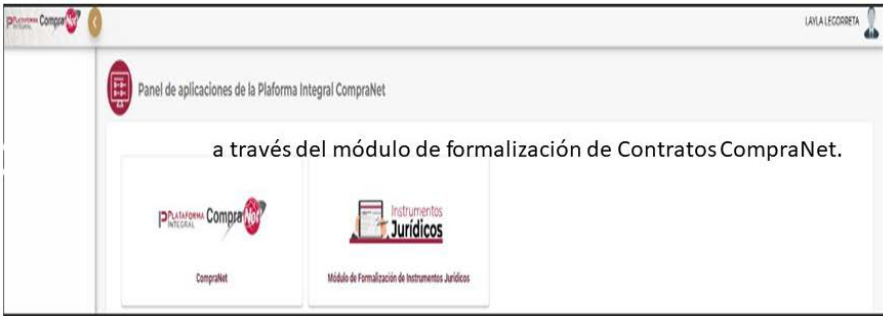 PLATAFORMA INTEGRAL CompraNet
LAYLA LEGORRETA
Panel de aplicaciones de la Plaforma Integral CompraNet
a través del módulo de formalización de Contratos CompraNet.
PLATAFORMA INTEGRAL CompraNet
Instrumentos
Jurídicos
CompraNet
Módulo de Formalización de Instrumentos Jurídicos